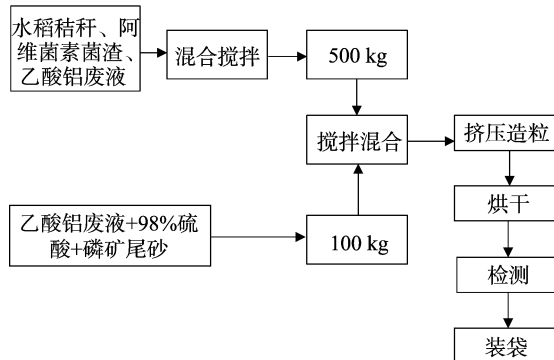 水稻秸秆、阿
维菌素菌渣、
乙酸铝废液
混合搅拌
500 kg
搅拌混合
挤压造粒
乙酸铝废液+98%硫
酸+磷矿尾砂
100 kg
烘干
检测
装袋